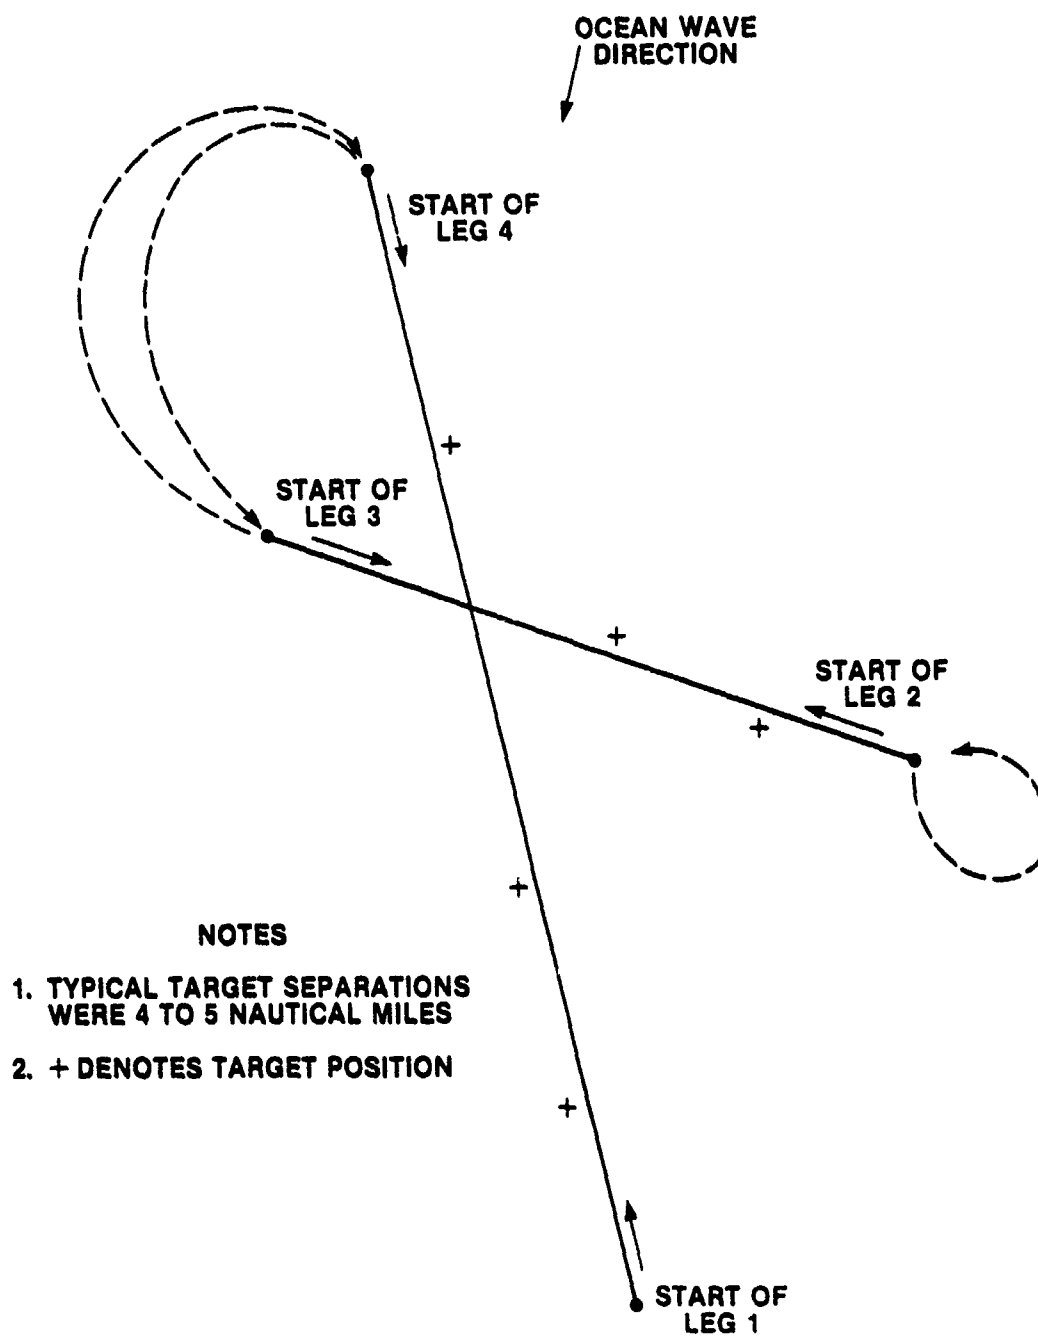 OCEAN WAVE
DIRECTION
START OF
LEG 4
START OF
LEG 3
START OF
LEG 2
NOTES
1. TYPICAL TARGET SEPARATIONS
WERE 4 TO 5 NAUTICAL MILES
2. + DENOTES TARGET POSITION
START OF
LEG 1